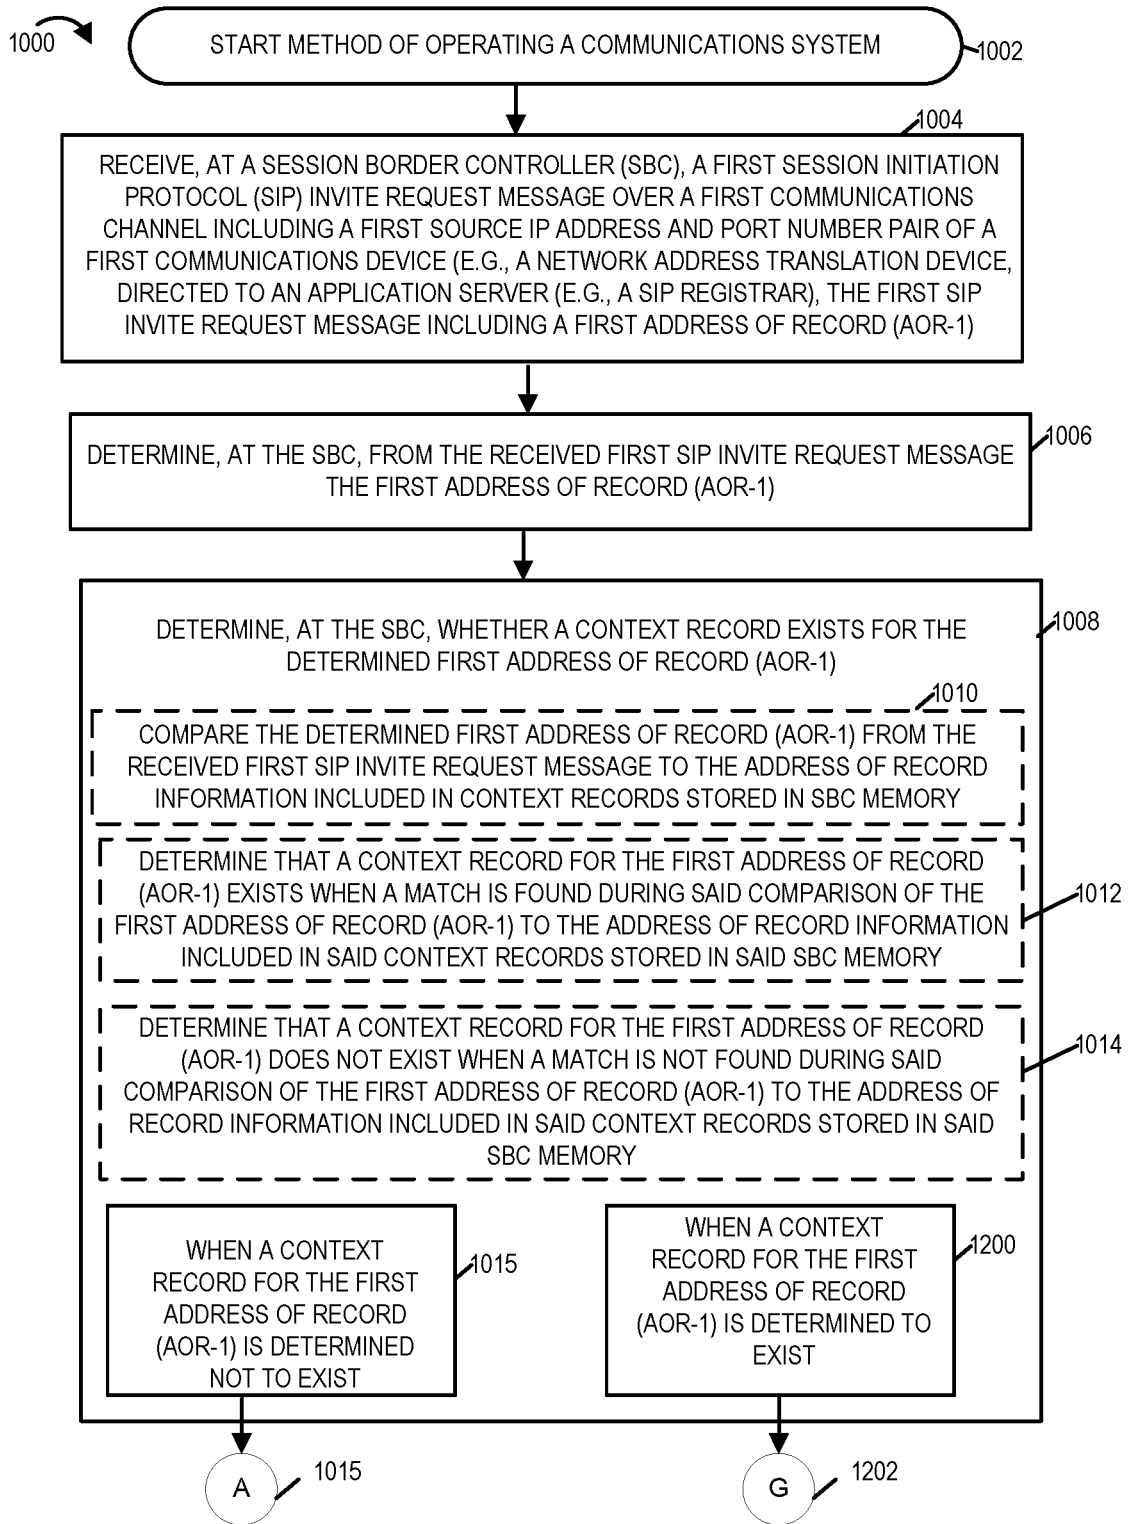 1000
START METHOD OF OPERATING A COMMUNICATIONS SYSTEM
1002
1004
RECEIVE, AT A SESSION BORDER CONTROLLER (SBC), A FIRST SESSION INITIATION
PROTOCOL (SIP) INVITE REQUEST MESSAGE OVER A FIRST COMMUNICATIONS
CHANNEL INCLUDING A FIRST SOURCE IP ADDRESS AND PORT NUMBER PAIR OF A
FIRST COMMUNICATIONS DEVICE (E.G., A NETWORK ADDRESS TRANSLATION DEVICE,
DIRECTED TO AN APPLICATION SERVER (E.G., A SIP REGISTRAR), THE FIRST SIP
INVITE REQUEST MESSAGE INCLUDING A FIRST ADDRESS OF RECORD (AOR-1)
1006
DETERMINE, AT THE SBC, FROM THE RECEIVED FIRST SIP INVITE REQUEST MESSAGE
THE FIRST ADDRESS OF RECORD (AOR-1)
1008
DETERMINE, AT THE SBC, WHETHER A CONTEXT RECORD EXISTS FOR THE
DETERMINED FIRST ADDRESS OF RECORD (AOR-1)
1010
COMPARE THE DETERMINED FIRST ADDRESS OF RECORD (AOR-1) FROM THE
RECEIVED FIRST SIP INVITE REQUEST MESSAGE TO THE ADDRESS OF RECORD
INFORMATION INCLUDED IN CONTEXT RECORDS STORED IN SBC MEMORY
DETERMINE THAT A CONTEXT RECORD FOR THE FIRST ADDRESS OF RECORD
(AOR-1) EXISTS WHEN A MATCH IS FOUND DURING SAID COMPARISON OF THE
FIRST ADDRESS OF RECORD (AOR-1) TO THE ADDRESS OF RECORD INFORMATION
INCLUDED IN SAID CONTEXT RECORDS STORED IN SAID SBC MEMORY
1012
DETERMINE THAT A CONTEXT RECORD FOR THE FIRST ADDRESS OF RECORD
(AOR-1) DOES NOT EXIST WHEN A MATCH IS NOT FOUND DURING SAID
COMPARISON OF THE FIRST ADDRESS OF RECORD (AOR-1) TO THE ADDRESS OF
RECORD INFORMATION INCLUDED IN SAID CONTEXT RECORDS STORED IN SAID
SBC MEMORY
1014
WHEN A CONTEXT
RECORD FOR THE FIRST
ADDRESS OF RECORD
(AOR-1) IS DETERMINED
NOT TO EXIST
1015
WHEN A CONTEXT
RECORD FOR THE FIRST
ADDRESS OF RECORD
(AOR-1) IS DETERMINED TO
EXIST
1200
A
1015
G
1202